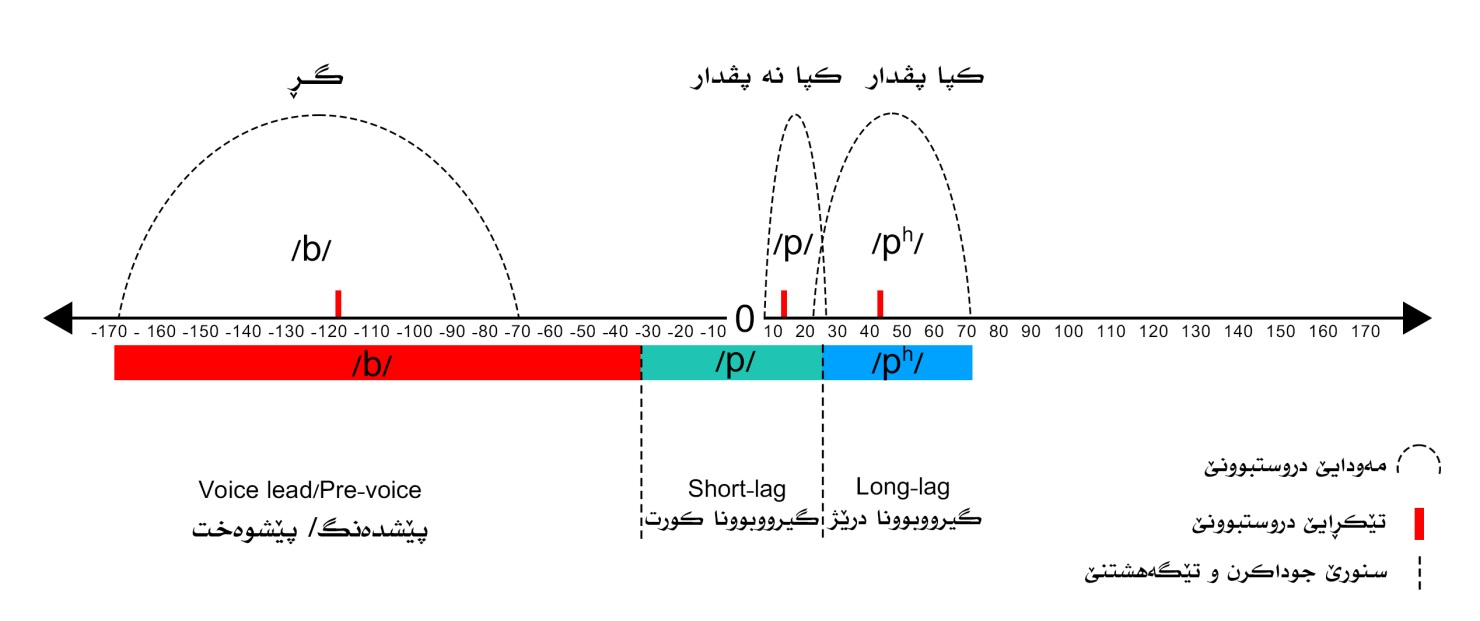 گـڕ
کپا نە پڤدار
کپا پڤدار
/b/
/p/
/pʰ/
-170 - 160 -150 -140 -130 -120 -110 -100 -90 -80 -70 -60 -50 -40 -30 -20 -10 0 10 20 30 40 50 60 70 80 90 100 110 120 130 140 150 160 170
/b/
/p/
/pʰ/
Voice lead/Pre-voice
پێشدەنگ/ پێشوەخت
Short-lag
گیرووبوونا کورت
Long-lag
گیرووبوونا درێژ
مەودایێ دروستبوونێ
تێکڕایێ دروستبوونێ
سنورێ جوداکرن و تێگەهشتنێ